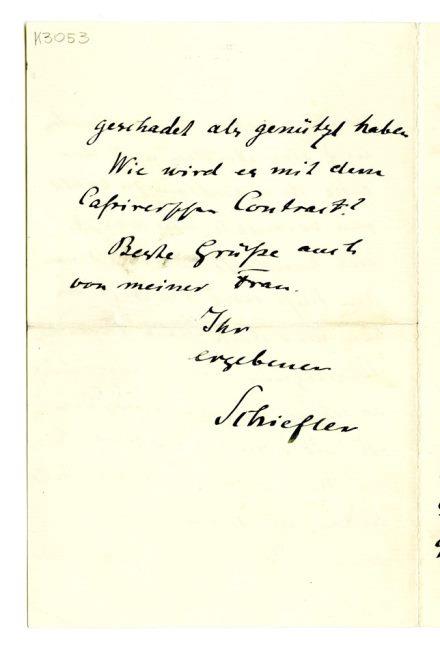 K3053
geschadet als genützt haben
Wie wird es mit dem
Cassirerschen Contract?
Beste Grüße auch
von meiner Frau.
Ihr
ergebener
Schiefler